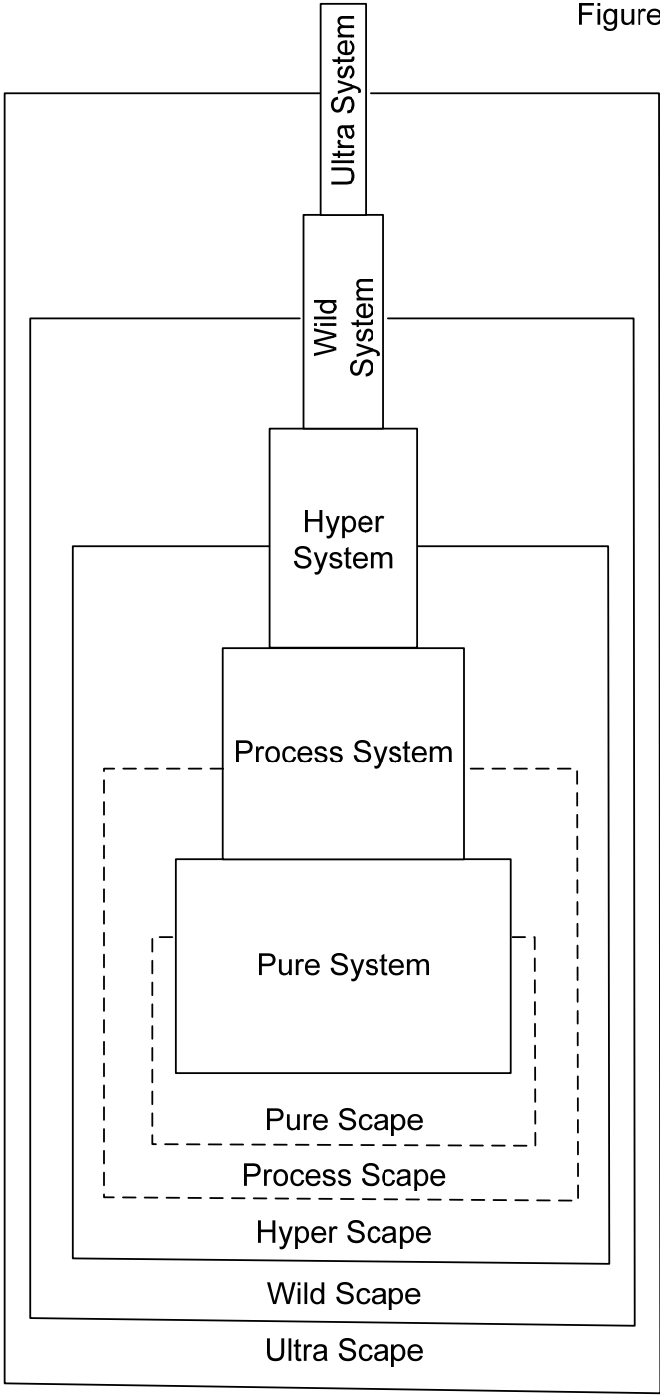 Figure
Ultra System
Wild
System
Hyper
System
Process System
Pure System
Pure Scape
Process Scape
Hyper Scape
Wild Scape
Ultra Scape